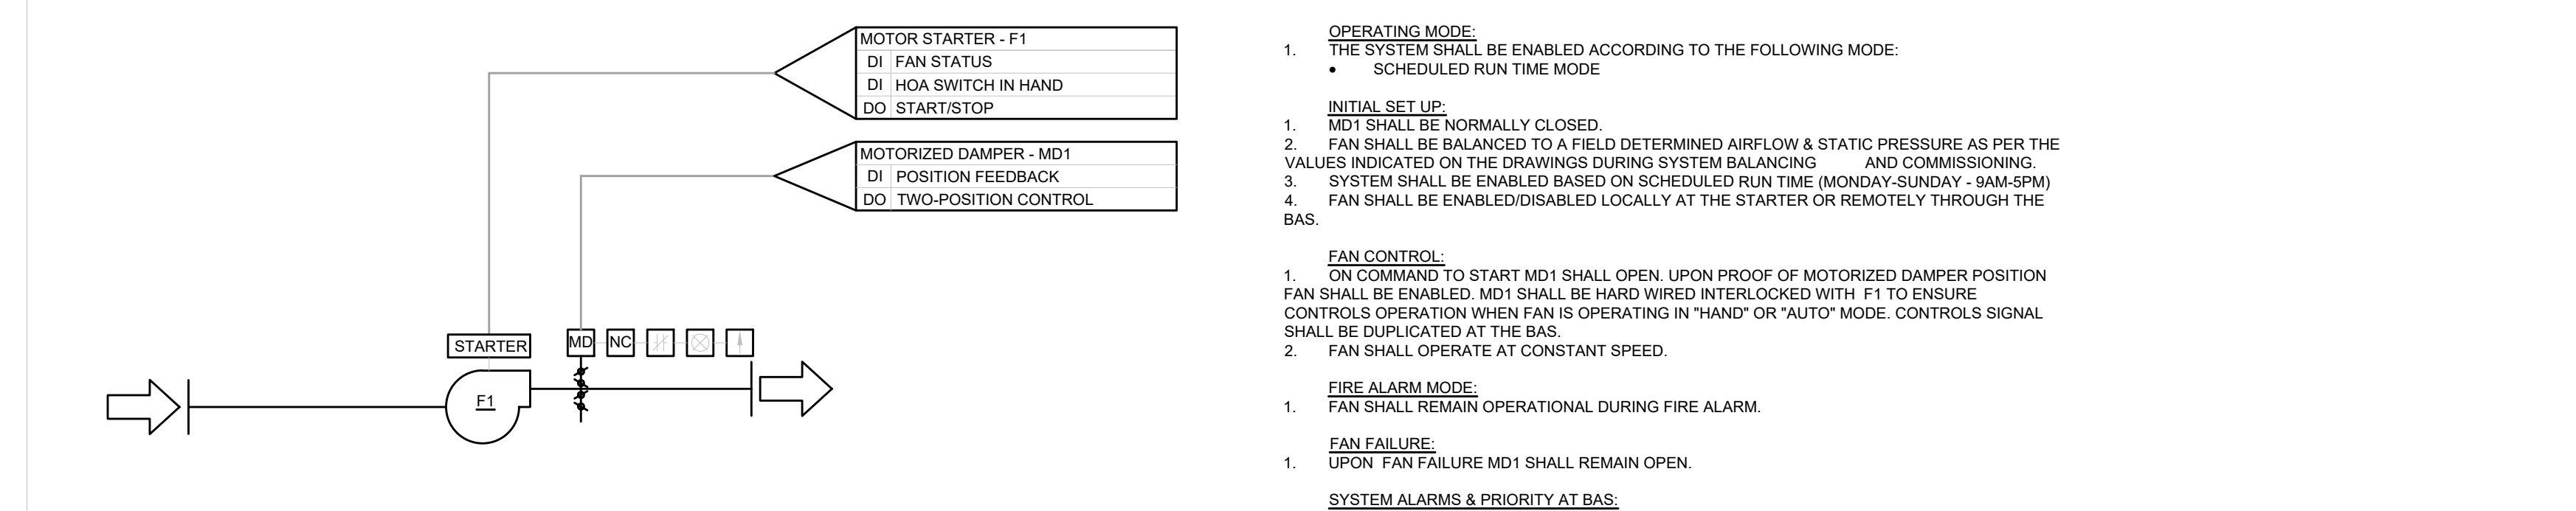 MOTOR STARTER - F1
DI FAN STATUS
DI HOA SWITCH IN HAND
DO START/STOP
MOTORIZED DAMPER - MD1
DI POSITION FEEDBACK
DO TWO-POSITION CONTROL
STARTER
MD NC
F1
OPERATING MODE:
1. THE SYSTEM SHALL BE ENABLED ACCORDING TO THE FOLLOWING MODE:
• SCHEDULED RUN TIME MODE
INITIAL SET UP:
1. MD1 SHALL BE NORMALLY CLOSED.
2. FAN SHALL BE BALANCED TO A FIELD DETERMINED AIRFLOW & STATIC PRESSURE AS PER THE
VALUES INDICATED ON THE DRAWINGS DURING SYSTEM BALANCING AND COMMISSIONING.
3. SYSTEM SHALL BE ENABLED BASED ON SCHEDULED RUN TIME (MONDAY-SUNDAY - 9AM-5PM)
4. FAN SHALL BE ENABLED/DISABLED LOCALLY AT THE STARTER OR REMOTELY THROUGH THE
BAS.
FAN CONTROL:
1. ON COMMAND TO START MD1 SHALL OPEN. UPON PROOF OF MOTORIZED DAMPER POSITION
FAN SHALL BE ENABLED. MD1 SHALL BE HARD WIRED INTERLOCKED WITH F1 TO ENSURE
CONTROLS OPERATION WHEN FAN IS OPERATING IN "HAND" OR "AUTO" MODE. CONTROLS SIGNAL
SHALL BE DUPLICATED AT THE BAS.
2. FAN SHALL OPERATE AT CONSTANT SPEED.
FIRE ALARM MODE:
1. FAN SHALL REMAIN OPERATIONAL DURING FIRE ALARM.
FAN FAILURE:
1. UPON FAN FAILURE MD1 SHALL REMAIN OPEN.
SYSTEM ALARMS & PRIORITY AT BAS: